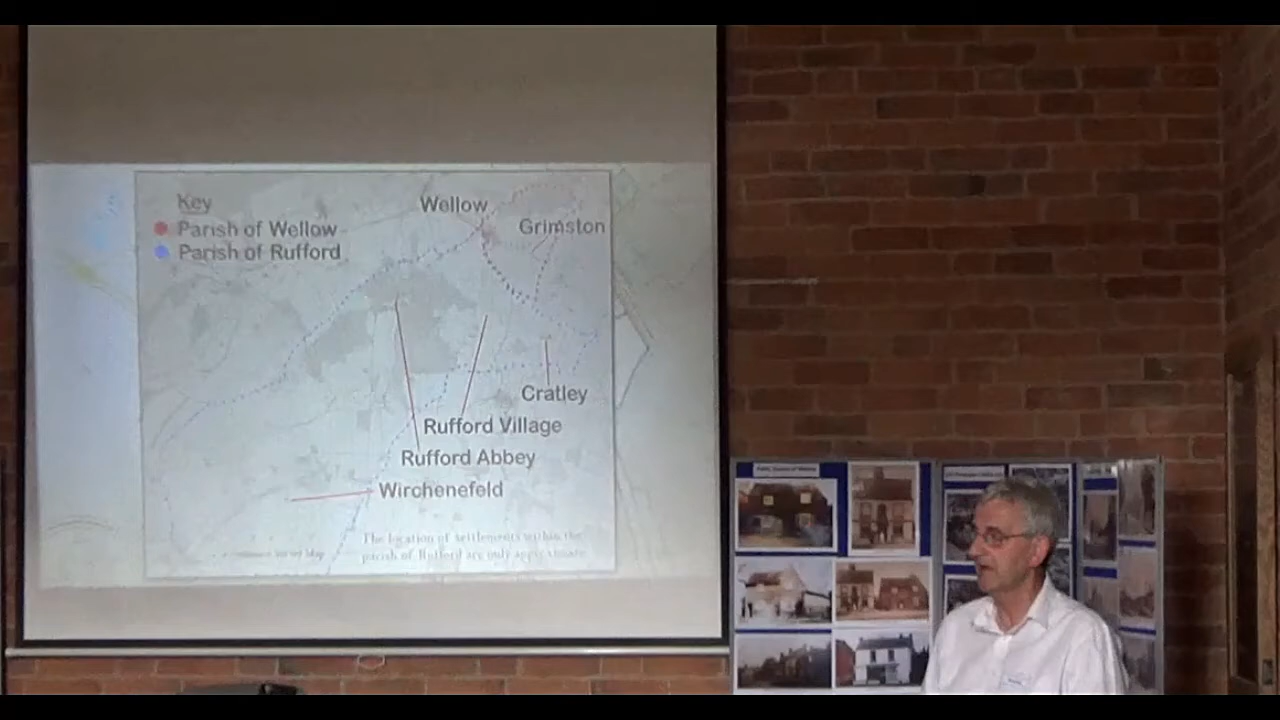 Key
Parish of Wellow
Parish of Rufford
Wellow
Grimston
Cratley
Rufford Village
Rufford Abbey
Wirchenefeld
The location of settlements within the
parish of Rufford are only approximate